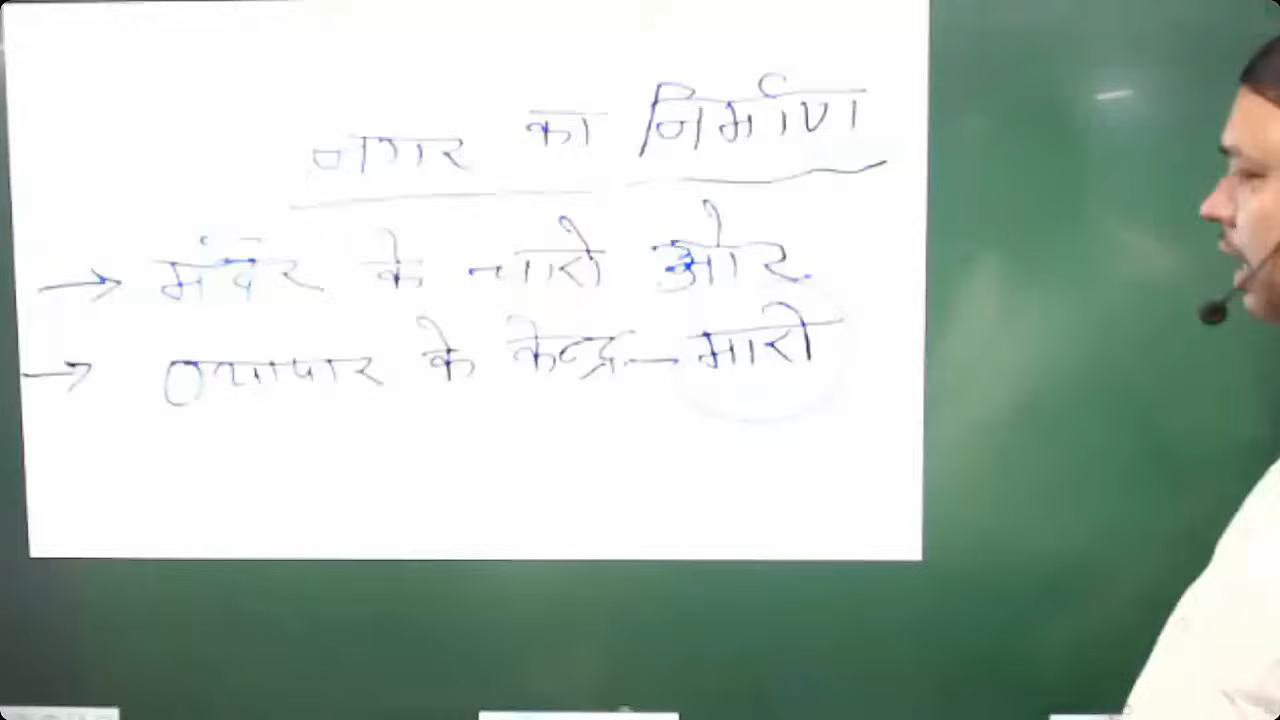 नगर का निर्माण
→ मंदिर के चारो ओर
→ व्यापार के केन्द्र - चारो